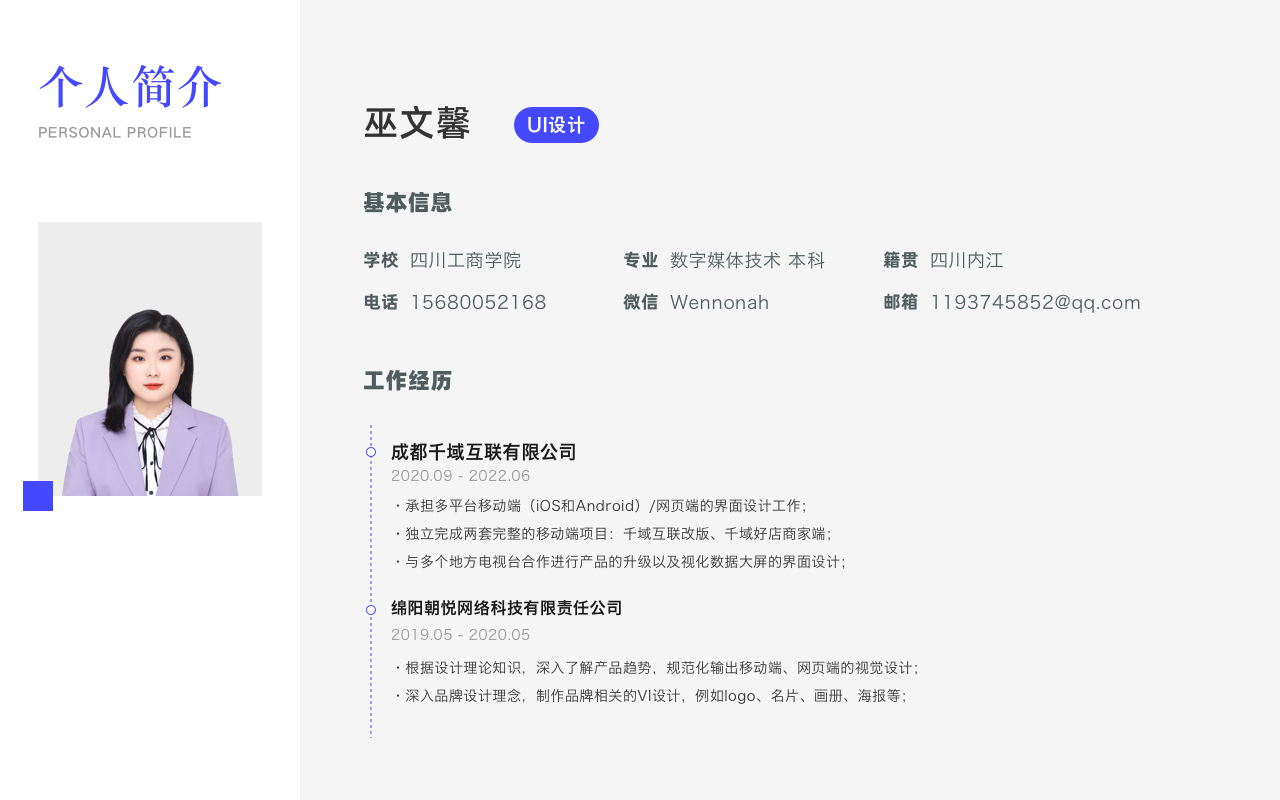 个人简介
PERSONAL PROFILE
巫文馨
UI设计
基本信息
学校 四川工商学院 专业 数字媒体技术 本科 籍贯 四川内江
电话 15680052168 微信 Wennonah 邮箱 1193745852@qq.com
工作经历
成都千域互联有限公司
2020.09 - 2022.06
·承担多平台移动端（iOS和Android）/网页端的界面设计工作；
·独立完成两套完整的移动端项目：千域互联改版、千域好店商家端；
·与多个地方电视台合作进行产品的升级以及视化数据大屏的界面设计；
绵阳朝悦网络科技有限责任公司
2019.05 - 2020.05
·根据设计理论知识，深入了解产品趋势，规范化输出移动端、网页端的视觉设计；
·深入品牌设计理念，制作品牌相关的VI设计，例如logo、名片、画册、海报等；